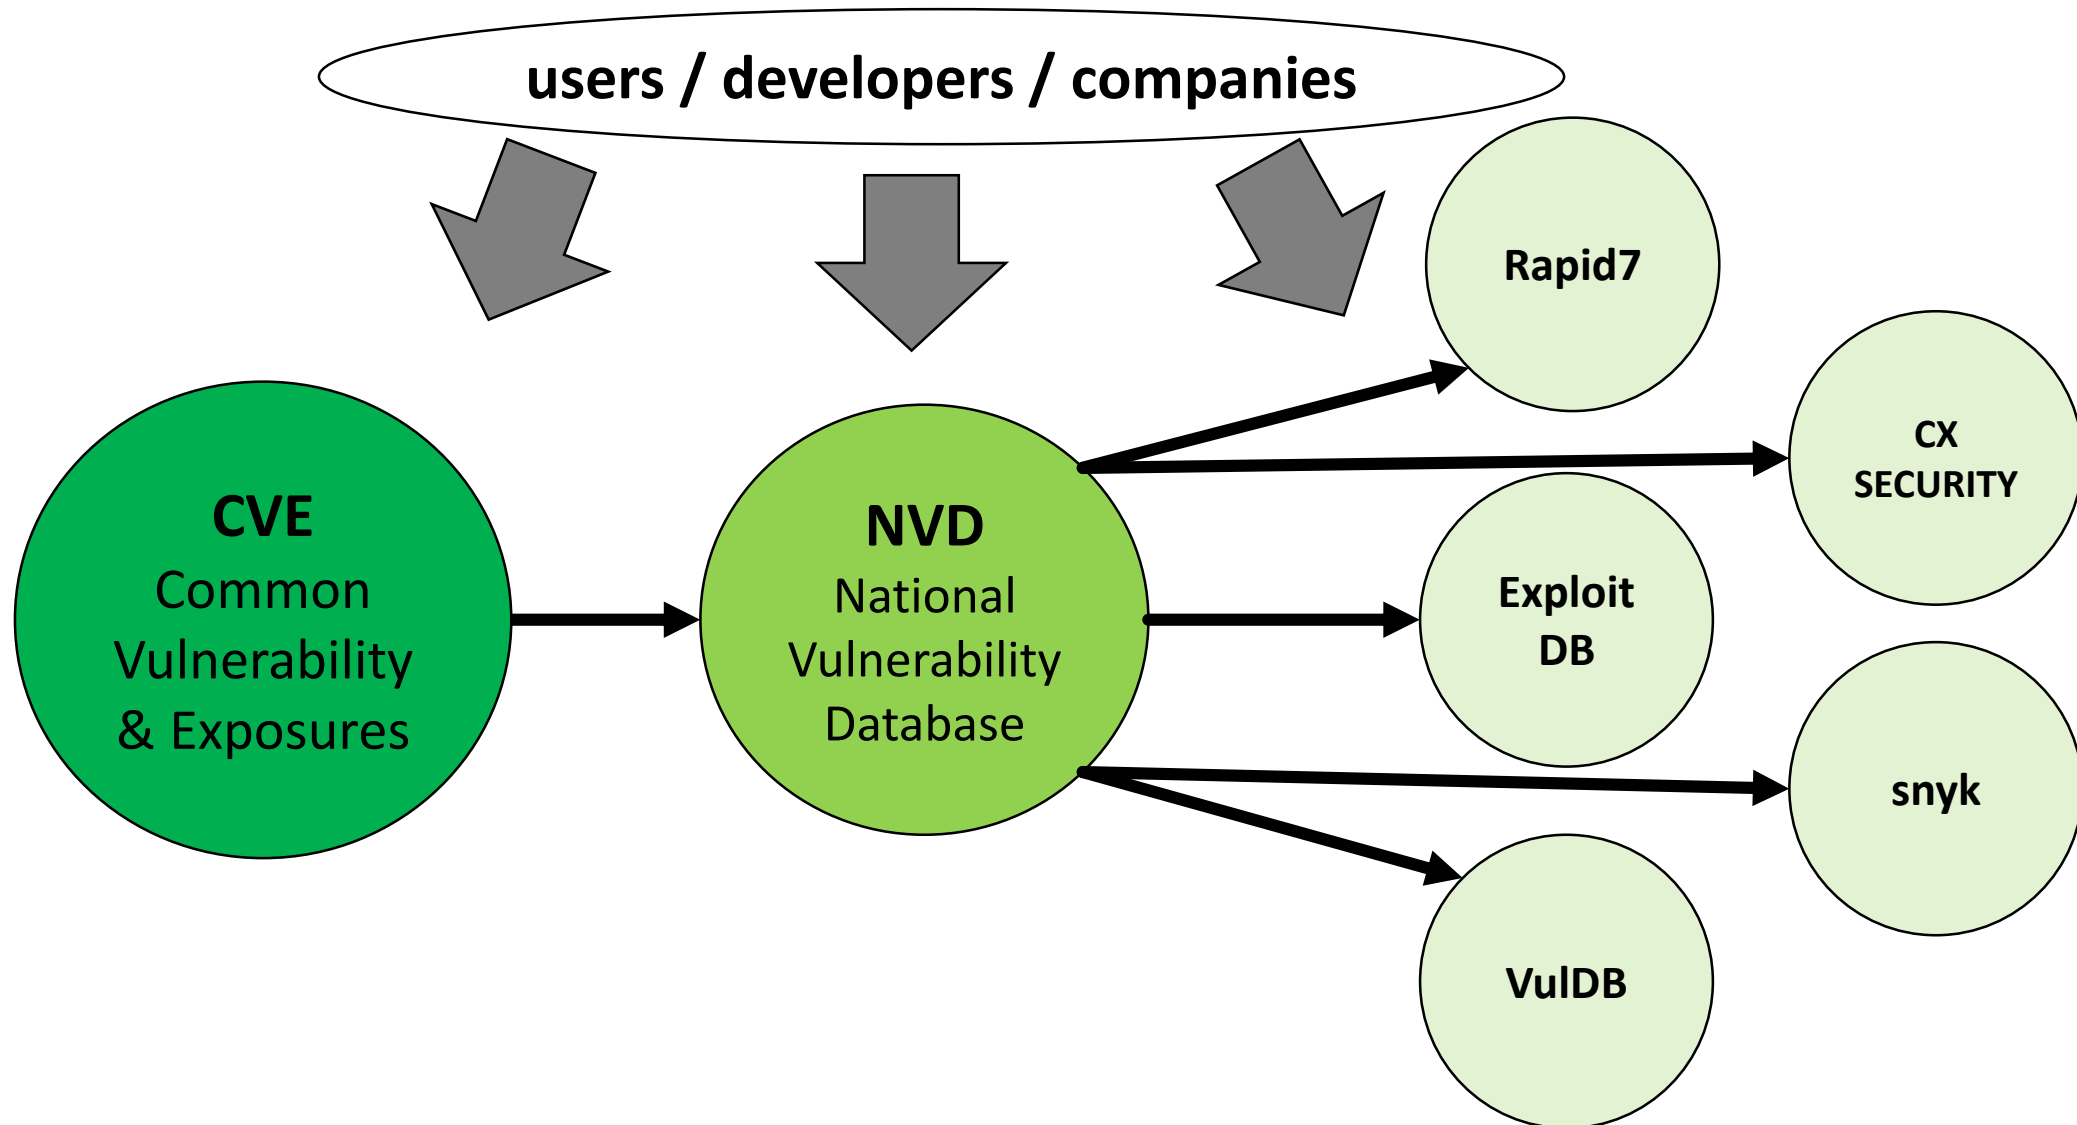 users / developers / companies
CVE
Common
Vulnerability
& Exposures
NVD
National
Vulnerability
Database
Rapid7
CX
SECURITY
Exploit
DB
snyk
VulDB